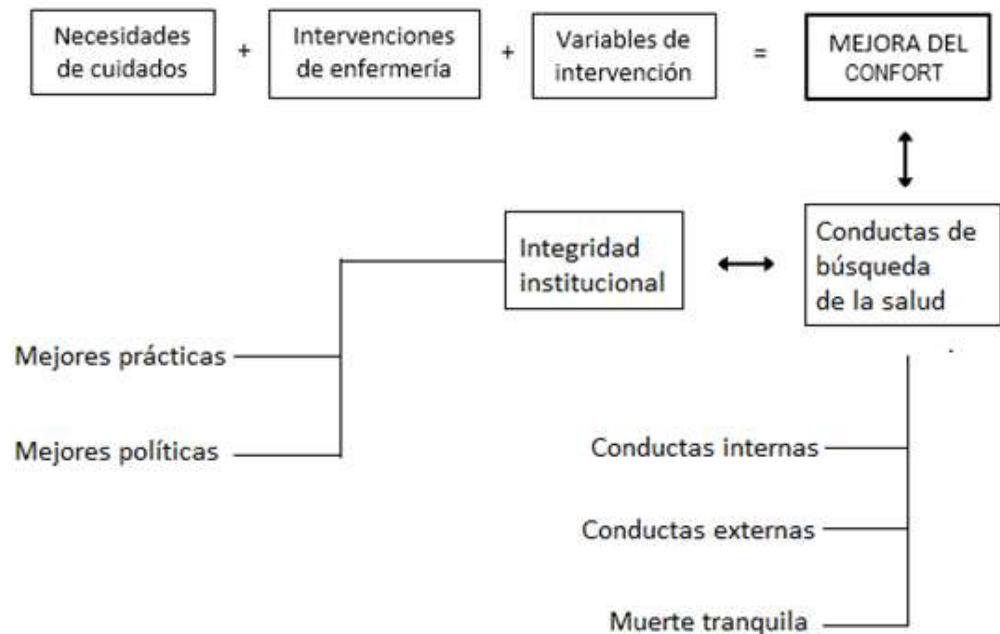 Necesidades
de cuidados
+
Intervenciones
de enfermería
+
Variables de
intervención
=
MEJORA DEL
CONFORT
Integridad
institucional
Conductas de
búsqueda
de la salud
Mejores prácticas
Mejores políticas
Conductas internas
Conductas externas
Muerte tranquila